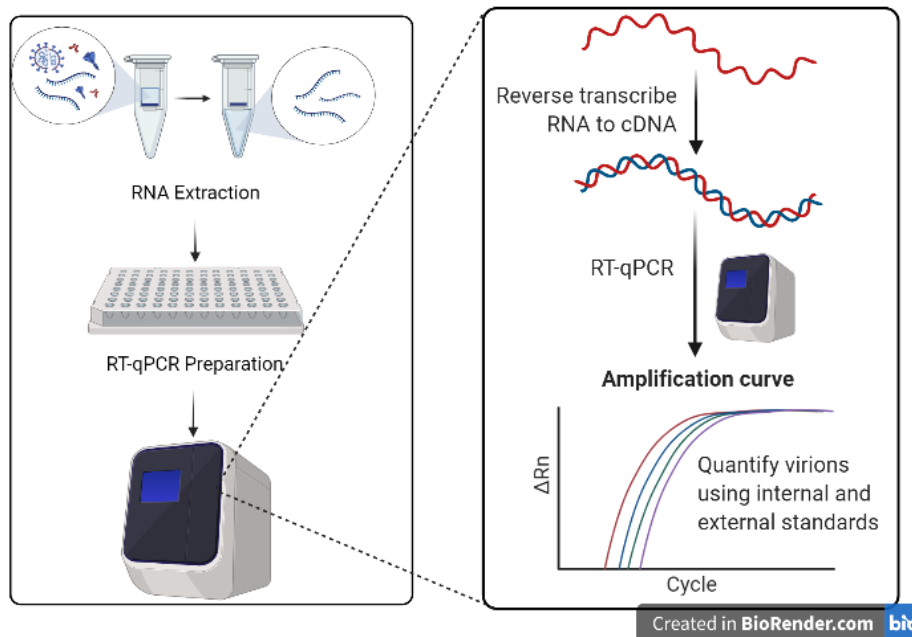 RNA Extraction
RT-qPCR Preparation
Reverse transcribe
RNA to cDNA
RT-qPCR
Amplification curve
ΔRn
Quantify virions
using internal and
external standards
Cycle
Created in BioRender.com bio